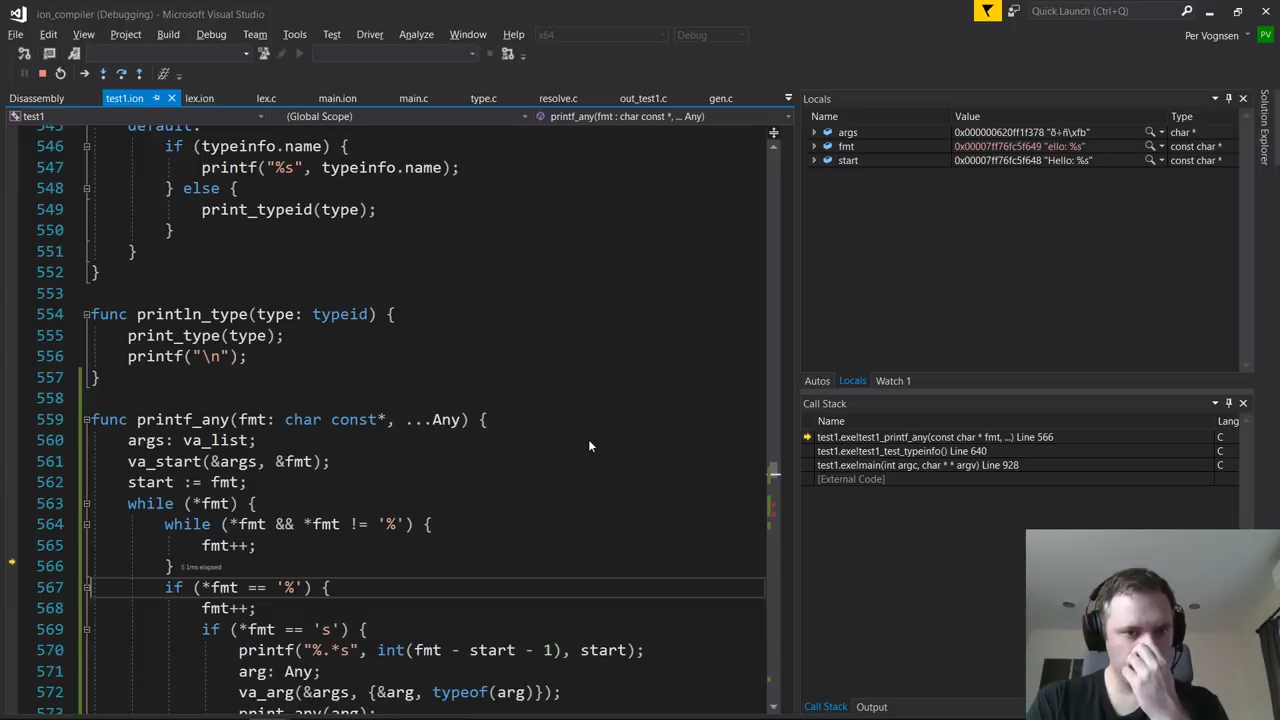 ion_compiler (Debugging) - Microsoft Visual Studio
Quick Launch (Ctrl+Q)
File Edit View Project Build Debug Team Tools Test Driver Analyze Window Help x64 Debug
Per Vognsen PV
Disassembly test1.ion lex.ion lex.c main.ion main.c type.c resolve.c out_test1.c gen.c
test1 (Global Scope) printf_any(fmt : char const*, ... Any)
545 default:
546 if (typeinfo.name) {
547 printf("%s", typeinfo.name);
548 } else {
549 print_typeid(type);
550 }
551 }
552 }
553
554 func println_type(type: typeid) {
555 print_type(type);
556 printf("\n");
557 }
558
559 func printf_any(fmt: char const*, ...Any) {
560 args: va_list;
561 va_start(&args, &fmt);
562 start := fmt;
563 while (*fmt) {
564 while (*fmt && *fmt != '%') {
565 fmt++;
566 } ≤ 1ms elapsed
567 if (*fmt == '%') {
568 fmt++;
569 if (*fmt == 's') {
570 printf("%.*s", int(fmt - start - 1), start);
571 arg: Any;
572 va_arg(&args, {&arg, typeof(arg)});
print_any(arg);
Locals
Name Value Type
args 0x000000620ff1f378 "ð÷ñ\xfb" char *
fmt 0x00007ff76fc5f649 "ello: %s" const char *
start 0x00007ff76fc5f648 "Hello: %s" const char *
Autos Locals Watch 1
Call Stack
Name Lang
test1.exe!test1_printf_any(const char * fmt, ...) Line 566 C
test1.exe!test1_test_typeinfo() Line 640 C
test1.exe!main(int argc, char * * argv) Line 928 C
[External Code]
Call Stack Output
Solution Explorer